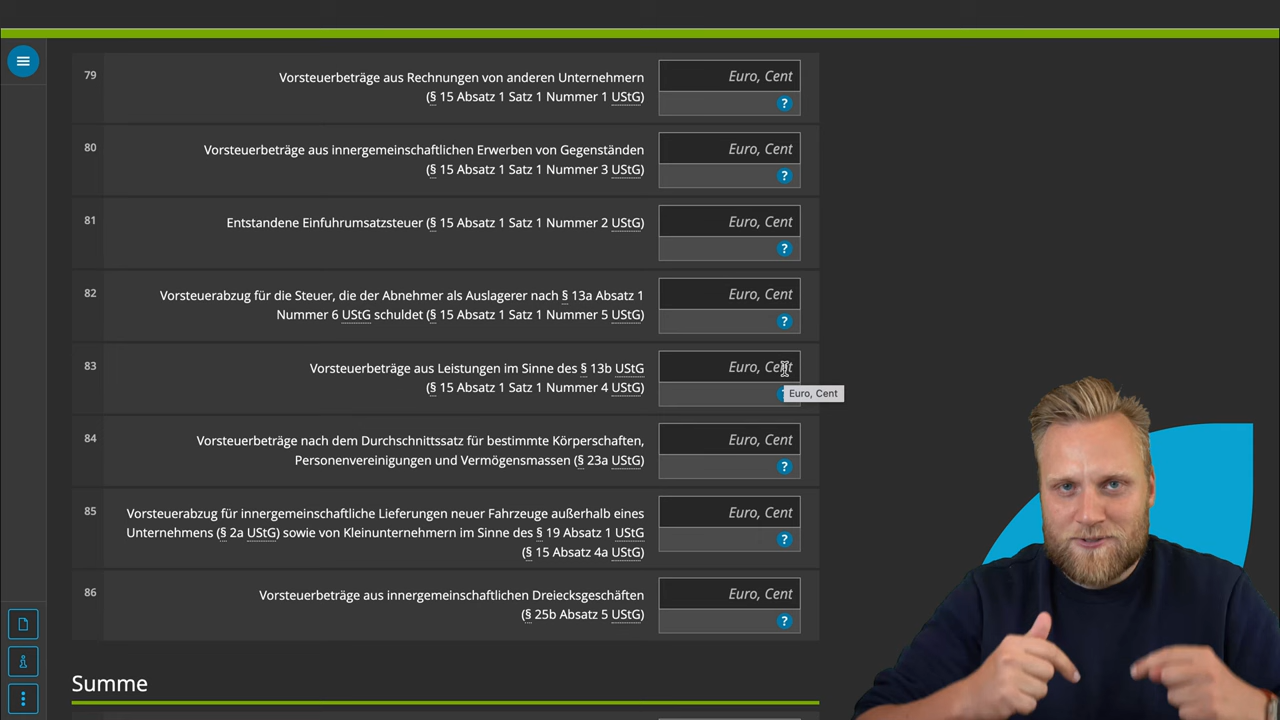 79
Vorsteuerbeträge aus Rechnungen von anderen Unternehmern
(§ 15 Absatz 1 Satz 1 Nummer 1 UStG)
Euro, Cent
?
80
Vorsteuerbeträge aus innergemeinschaftlichen Erwerben von Gegenständen
(§ 15 Absatz 1 Satz 1 Nummer 3 UStG)
Euro, Cent
?
81
Entstandene Einfuhrumsatzsteuer (§ 15 Absatz 1 Satz 1 Nummer 2 UStG)
Euro, Cent
?
82
Vorsteuerabzug für die Steuer, die der Abnehmer als Auslagerer nach § 13a Absatz 1
Nummer 6 UStG schuldet (§ 15 Absatz 1 Satz 1 Nummer 5 UStG)
Euro, Cent
?
83
Vorsteuerbeträge aus Leistungen im Sinne des § 13b UStG
(§ 15 Absatz 1 Satz 1 Nummer 4 UStG)
Euro, Cent
Euro, Cent
84
Vorsteuerbeträge nach dem Durchschnittssatz für bestimmte Körperschaften,
Personenvereinigungen und Vermögensmassen (§ 23a UStG)
Euro, Cent
?
85
Vorsteuerabzug für innergemeinschaftliche Lieferungen neuer Fahrzeuge außerhalb eines
Unternehmens (§ 2a UStG) sowie von Kleinunternehmern im Sinne des § 19 Absatz 1 UStG
(§ 15 Absatz 4a UStG)
Euro, Cent
?
86
Vorsteuerbeträge aus innergemeinschaftlichen Dreiecksgeschäften
(§ 25b Absatz 5 UStG)
Euro, Cent
?
Summe